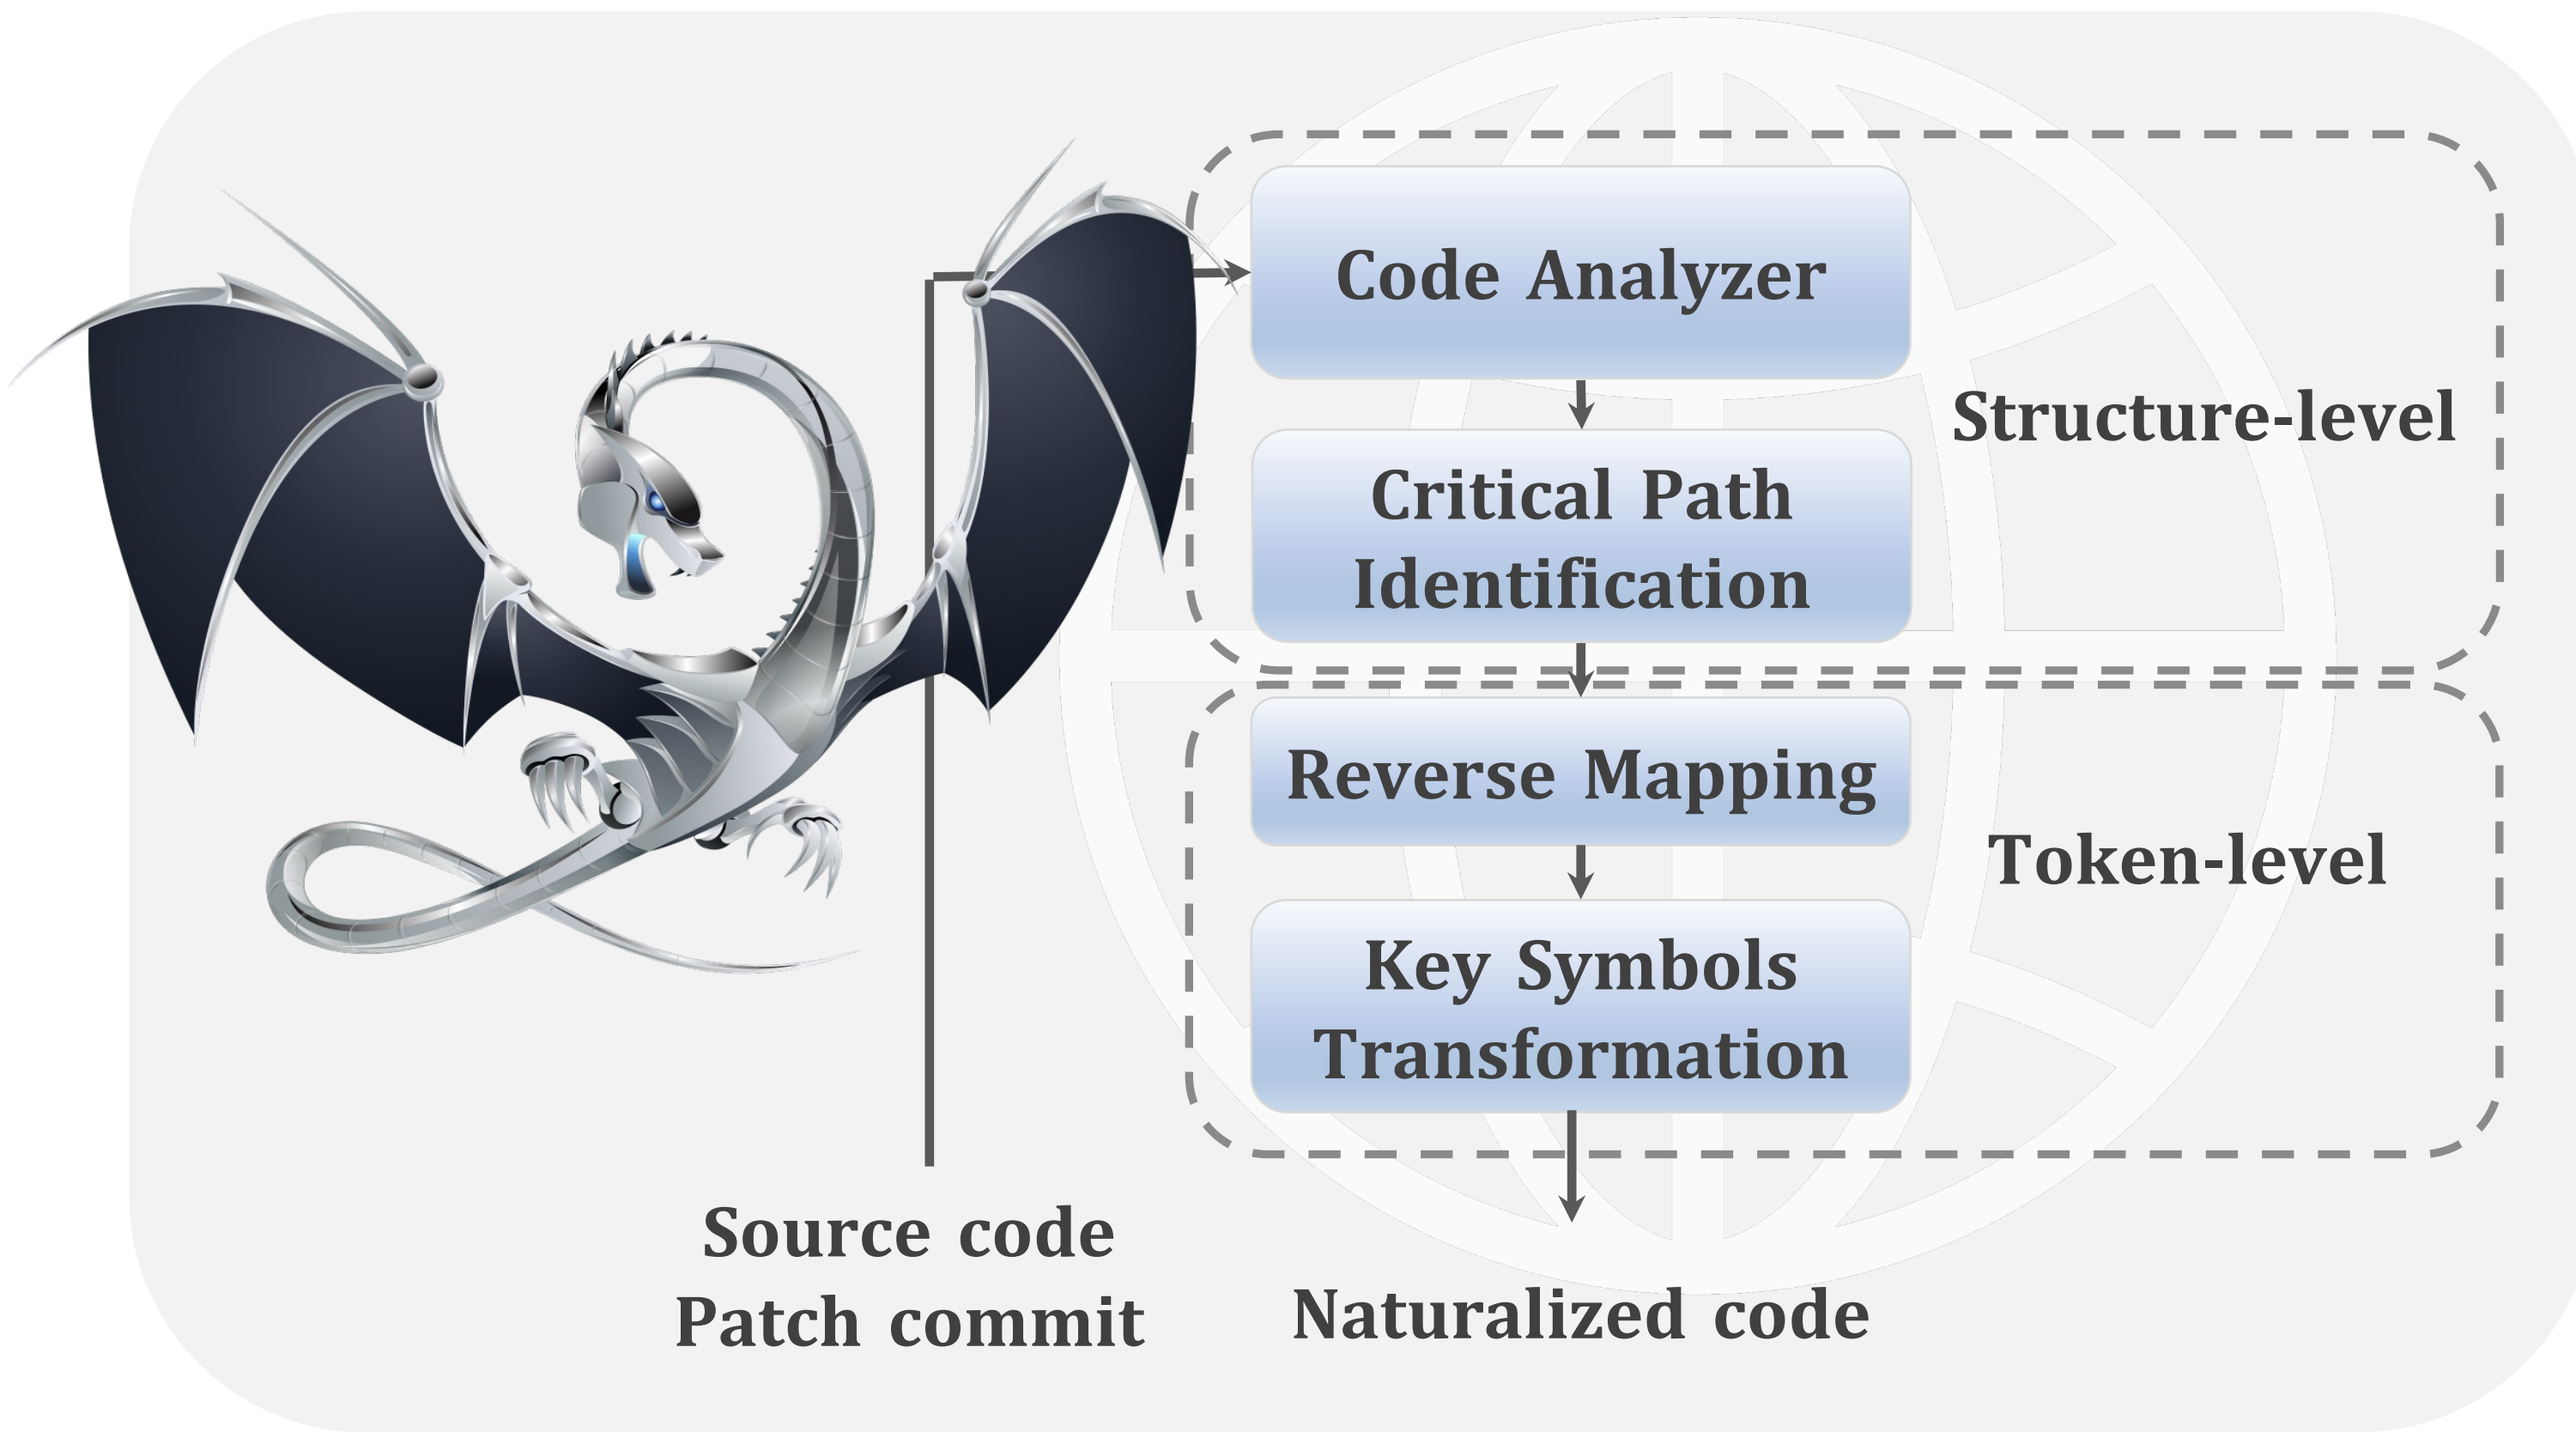 Code Analyzer
Critical Path
Identification
Structure-level
Reverse Mapping
Token-level
Key Symbols
Transformation
Source code
Patch commit
Naturalized code